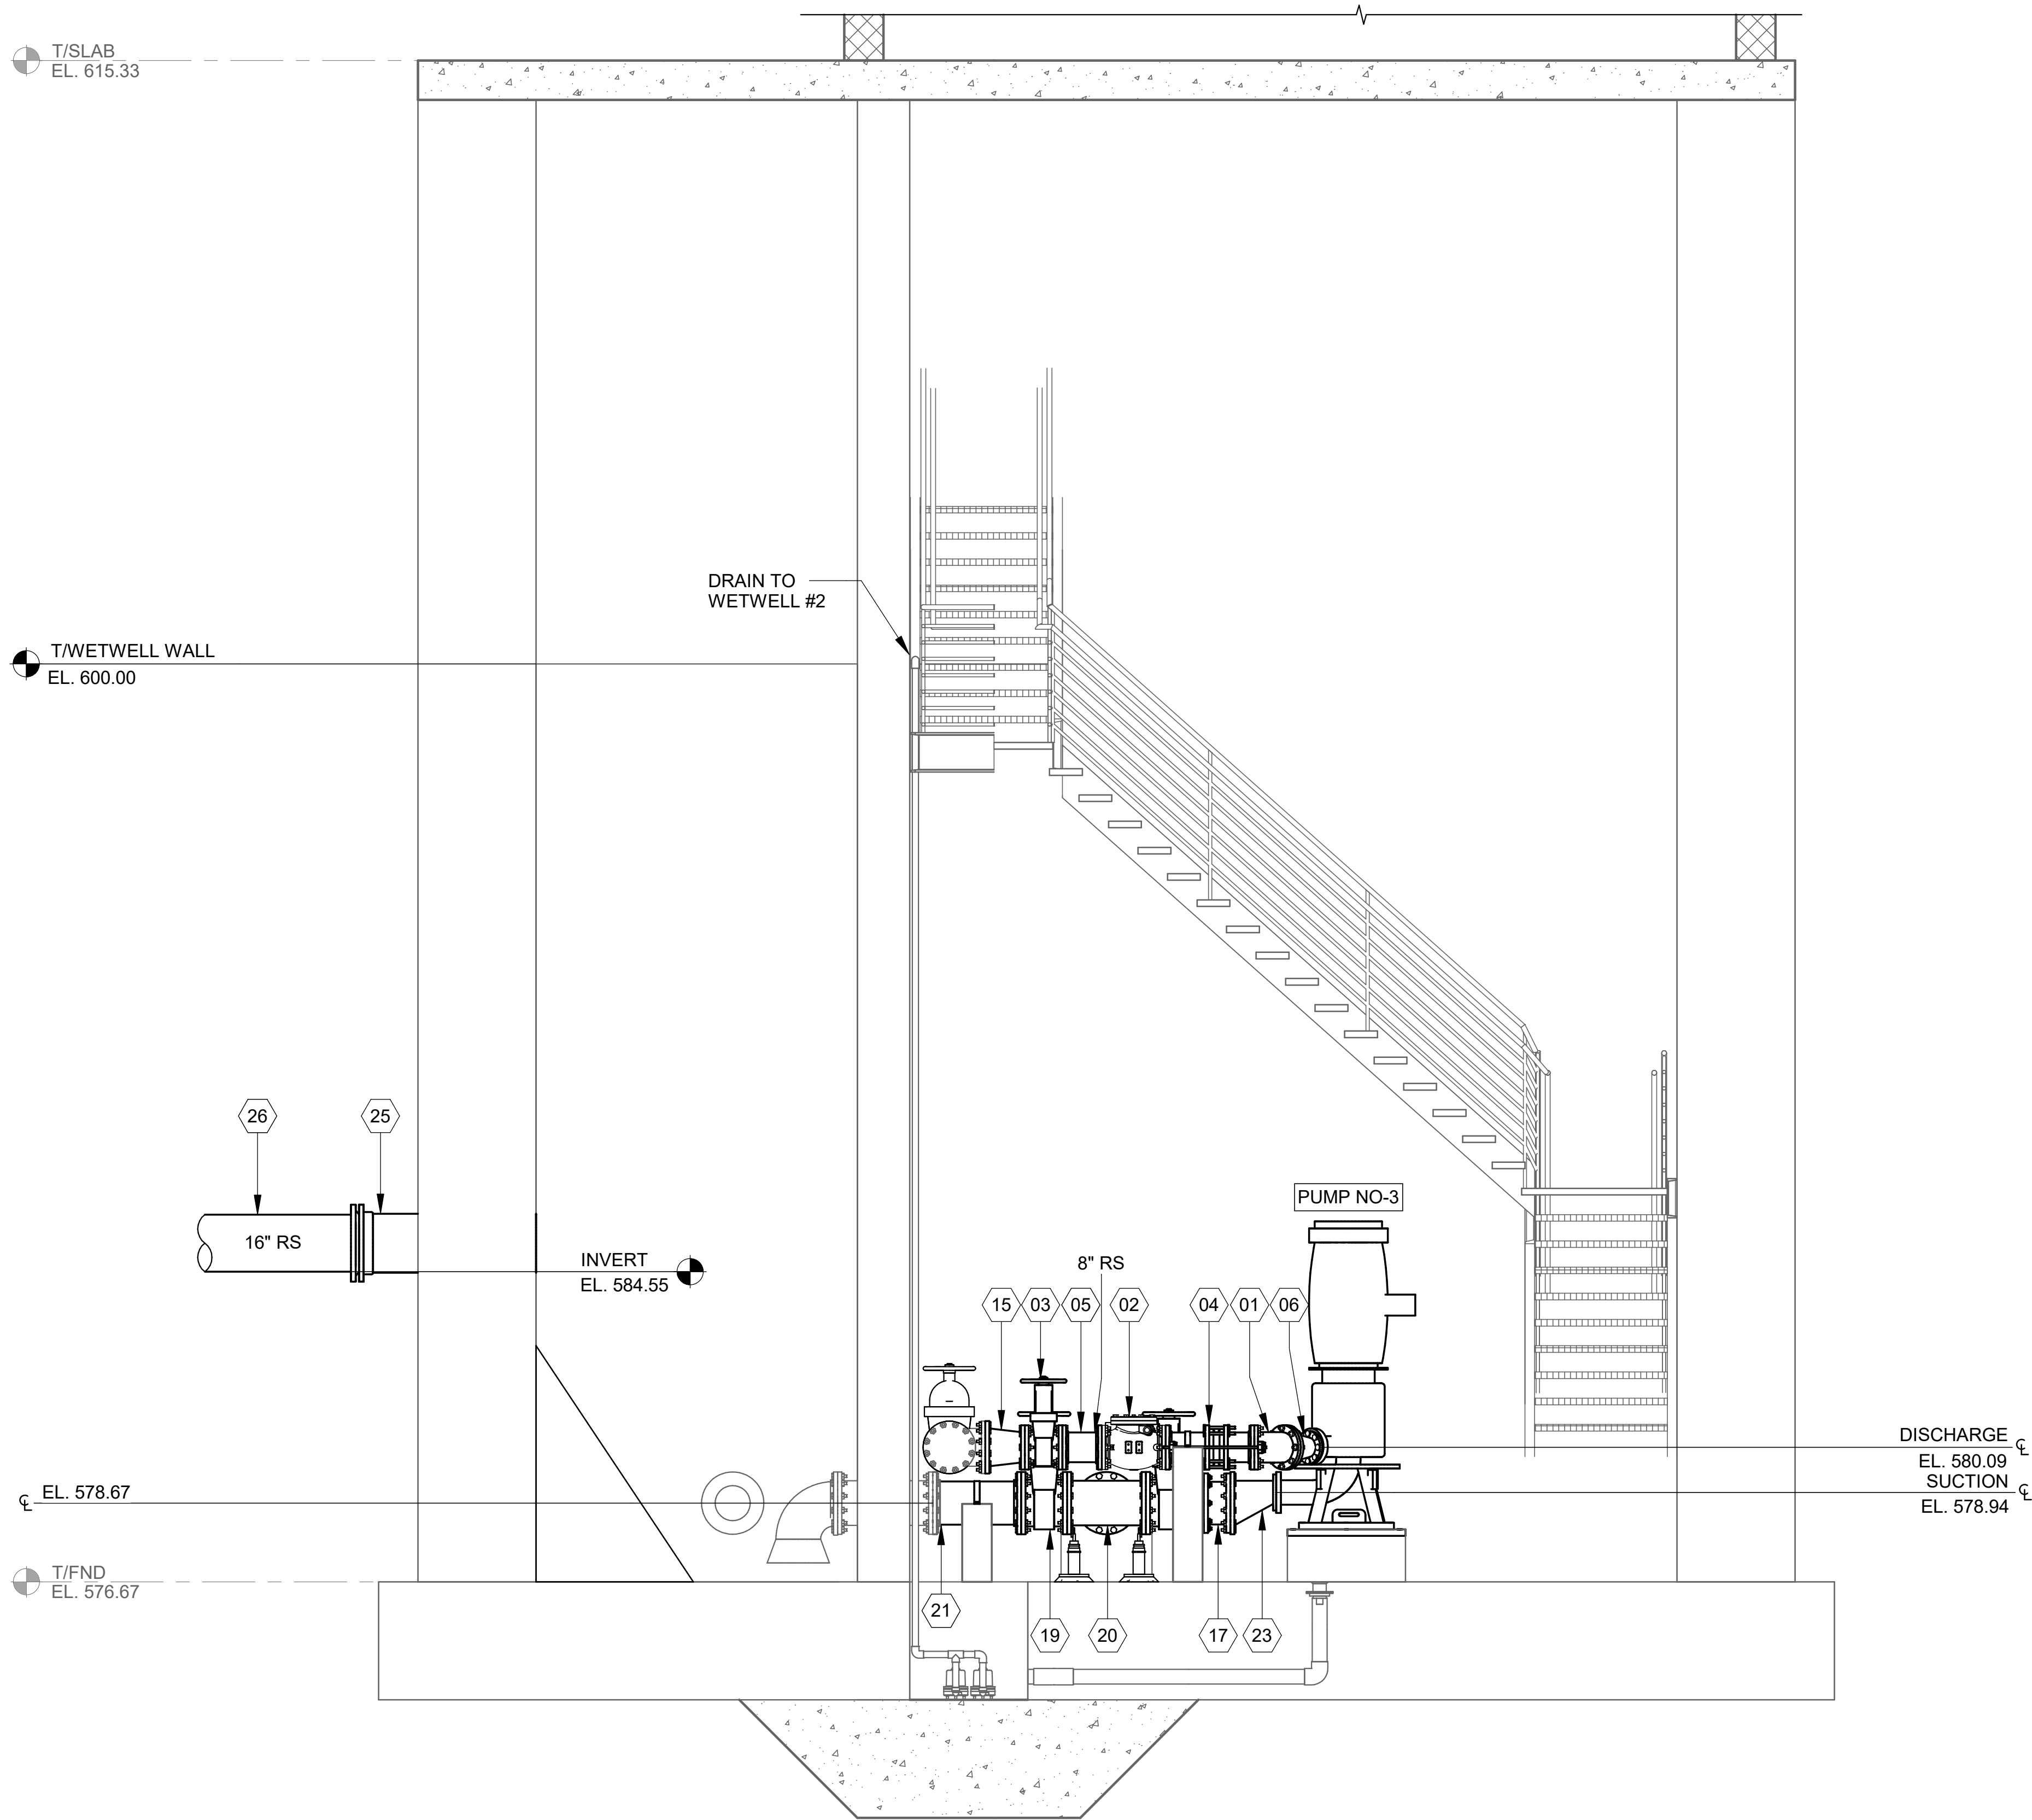 T/SLAB
EL. 615.33
DRAIN TO
WETWELL #2
T/WETWELL WALL
EL. 600.00
26
25
16" RS
INVERT
EL. 584.55
PUMP NO-3
8" RS
15
03
05
02
04
01
06
DISCHARGE ℄
EL. 580.09
SUCTION ℄
EL. 578.94
℄ EL. 578.67
T/FND
EL. 576.67
21
19
20
17
23